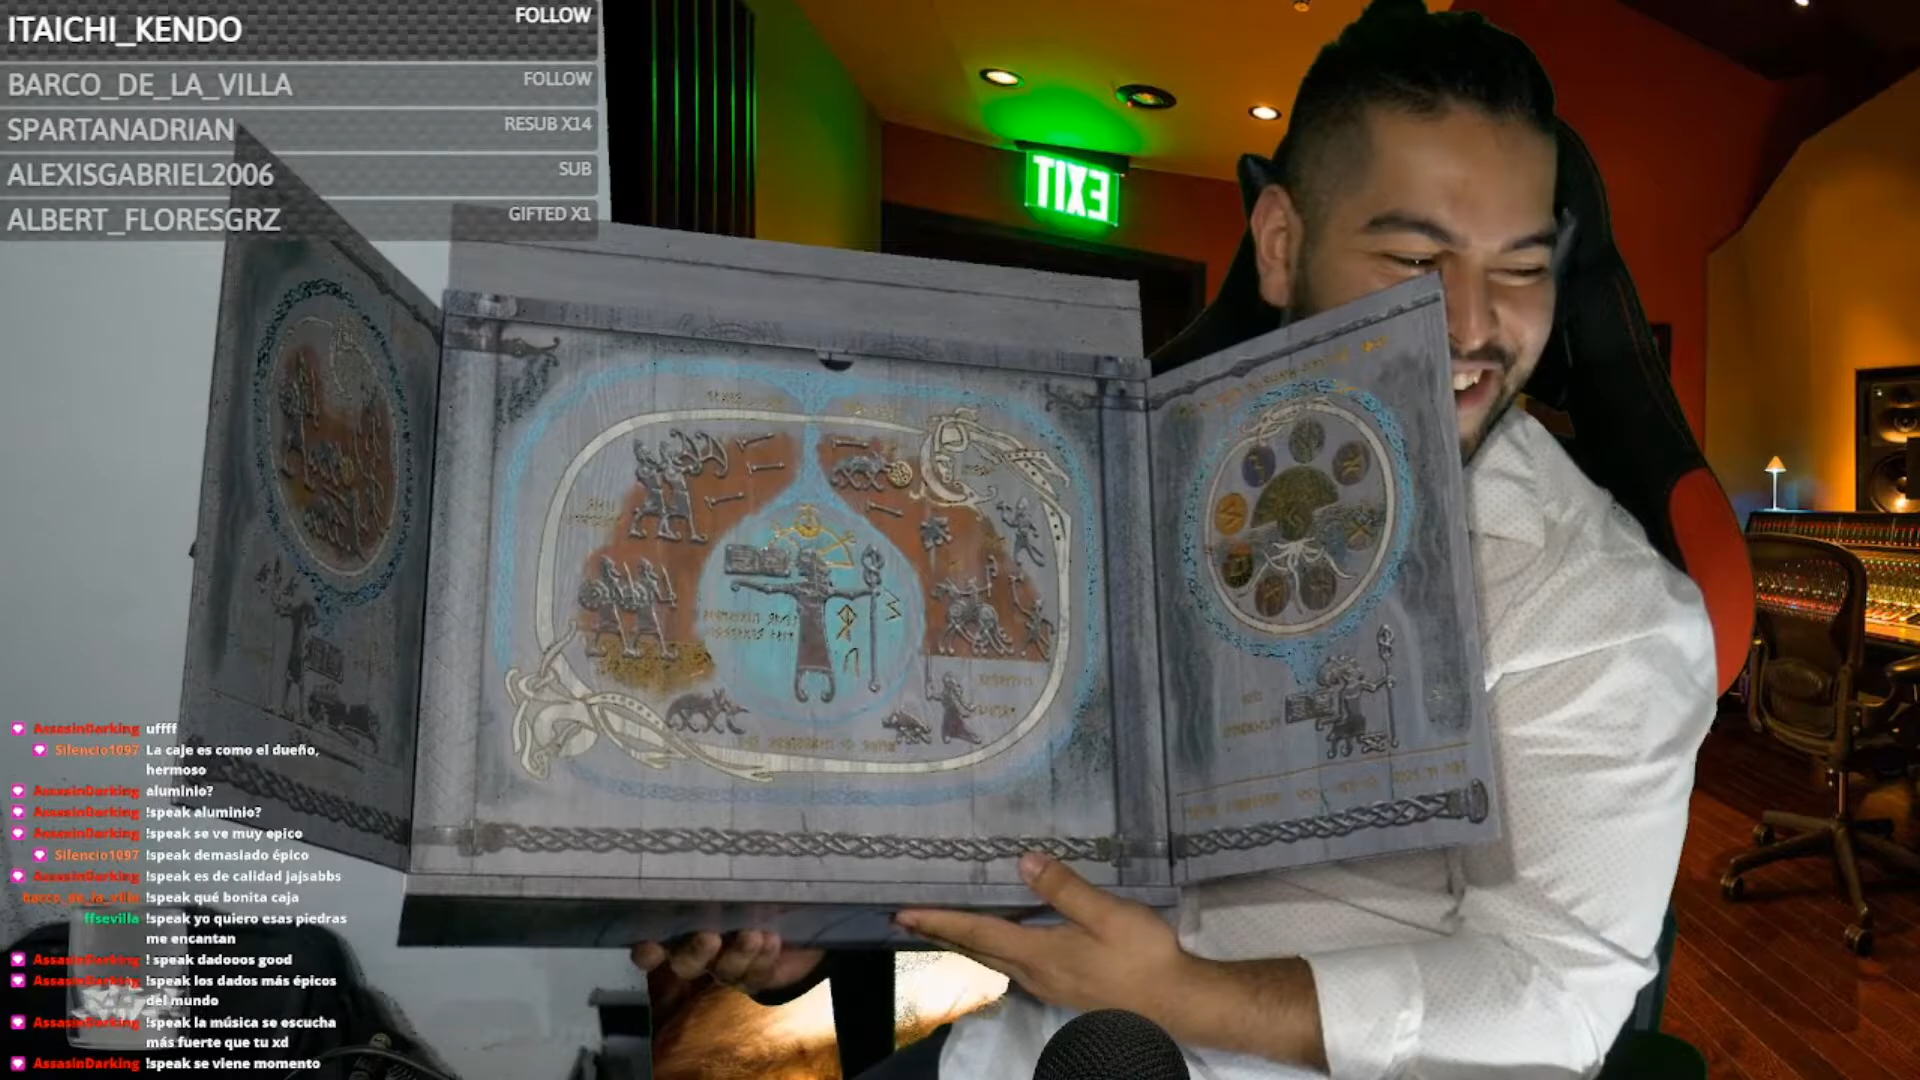 ITAICHI_KENDO FOLLOW
BARCO_DE_LA_VILLA FOLLOW
SPARTANADRIAN RESUB X14
ALEXISGABRIEL2006 SUB
ALBERT_FLORESGRZ GIFTED X1
EXIT
AssasinDarking uffff
Silencio1097 La caje es como el dueño,
hermoso
AssasinDarking aluminio?
AssasinDarking !speak aluminio?
AssasinDarking !speak se ve muy epico
Silencio1097 !speak demasiado épico
AssasinDarking !speak es de calidad jajsabbs
barco_de_la_villa !speak qué bonita caja
ffsevilla !speak yo quiero esas piedras
me encantan
AssasinDarking ! speak dadooos good
AssasinDarking !speak los dados más épicos
del mundo
AssasinDarking !speak la música se escucha
más fuerte que tu xd
AssasinDarking !speak se viene momento